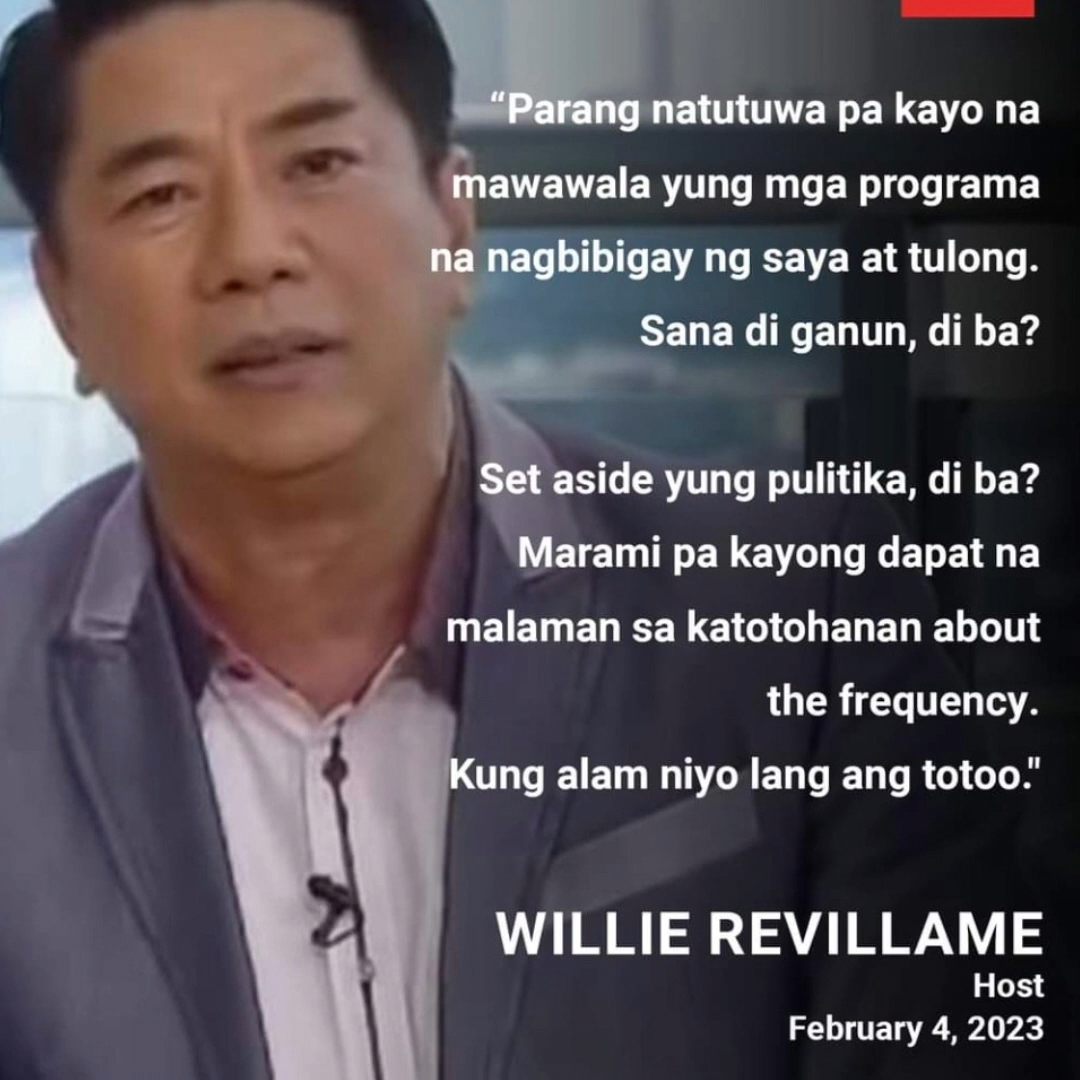 “Parang natutuwa pa kayo na
mawawala yung mga programa
na nagbibigay ng saya at tulong.
Sana di ganun, di ba?
Set aside yung pulitika, di ba?
Marami pa kayong dapat na
malaman sa katotohanan about
the frequency.
Kung alam niyo lang ang totoo."
WILLIE REVILLAME
Host
February 4, 2023